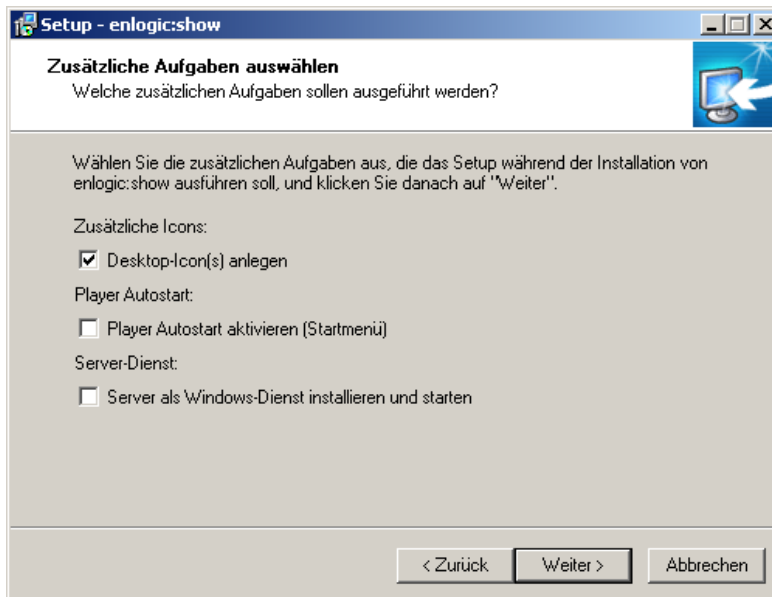 Setup - enlogic:show
Zusätzliche Aufgaben auswählen
Welche zusätzlichen Aufgaben sollen ausgeführt werden?
Wählen Sie die zusätzlichen Aufgaben aus, die das Setup während der Installation von
enlogic:show ausführen soll, und klicken Sie danach auf "Weiter".
Zusätzliche Icons:
Desktop-Icon(s) anlegen
Player Autostart:
Player Autostart aktivieren (Startmenü)
Server-Dienst:
Server als Windows-Dienst installieren und starten
< Zurück
Weiter >
Abbrechen